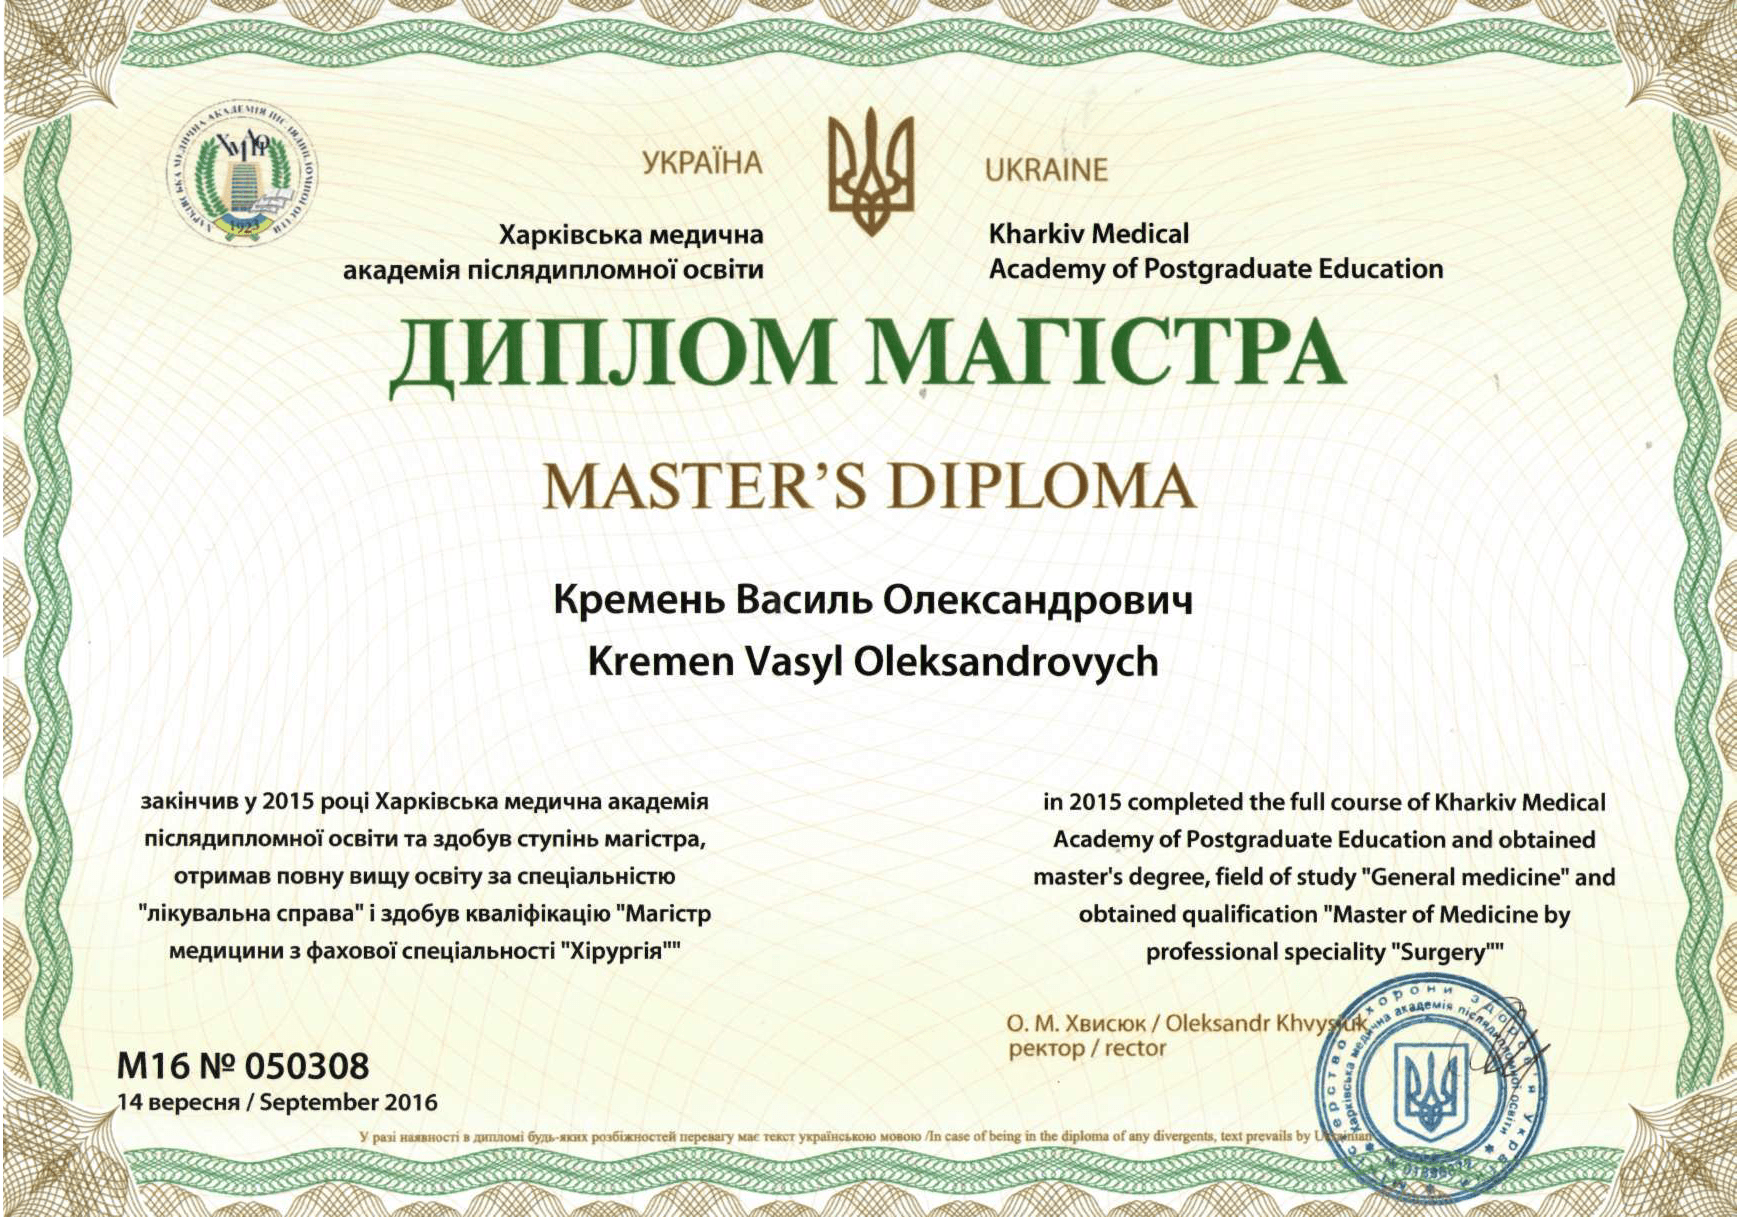 ХАРКІВСЬКА МЕДИЧНА АКАДЕМІЯ ПІСЛЯДИПЛОМНОЇ ОСВІТИ
ХМАПО
1923
УКРАЇНА
UKRAINE
Харківська медична
академія післядипломної освіти
Kharkiv Medical
Academy of Postgraduate Education
ДИПЛОМ МАГІСТРА
MASTER’S DIPLOMA
Кремень Василь Олександрович
Kremen Vasyl Oleksandrovych
закінчив у 2015 році Харківська медична академія
післядипломної освіти та здобув ступінь магістра,
отримав повну вищу освіту за спеціальністю
"лікувальна справа" і здобув кваліфікацію "Магістр
медицини з фахової спеціальності "Хірургія""
in 2015 completed the full course of Kharkiv Medical
Academy of Postgraduate Education and obtained
master's degree, field of study "General medicine" and
obtained qualification "Master of Medicine by
professional speciality "Surgery""
О. М. Хвисюк / Oleksandr Khvysiuk
ректор / rector
М16 № 050308
14 вересня / September 2016
У разі наявності в дипломі будь-яких розбіжностей перевагу має текст українською мовою /In case of being in the diploma of any divergents, text prevails by Ukrainian
Міністерство охорони здоров'я України
Харківська медична академія післядипломної освіти